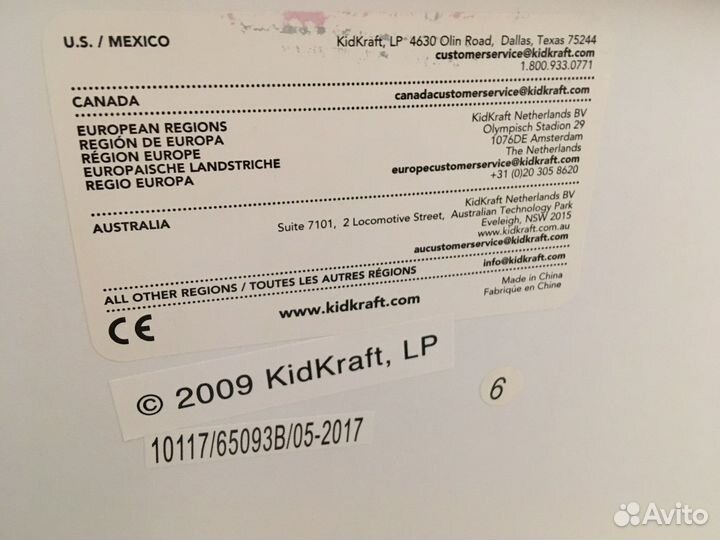 U.S. / MEXICO
KidKraft, LP 4630 Olin Road, Dallas, Texas 75244
customerservice@kidkraft.com
1.800.933.0771
CANADA
canadacustomerservice@kidkraft.com
EUROPEAN REGIONS
REGIÓN DE EUROPA
RÉGION EUROPE
EUROPAISCHE LANDSTRICHE
REGIO EUROPA
KidKraft Netherlands BV
Olympisch Stadion 29
1076DE Amsterdam
The Netherlands
europecustomerservice@kidkraft.com
+31 (0)20 305 8620
AUSTRALIA
KidKraft Netherlands BV
Suite 7101, 2 Locomotive Street, Australian Technology Park
Eveleigh, NSW 2015
www.kidkraft.com.au
aucustomerservice@kidkraft.com
ALL OTHER REGIONS / TOUTES LES AUTRES RÉGIONS
info@kidkraft.com
www.kidkraft.com
Made in China
Fabriqué en Chine
CE
© 2009 KidKraft, LP
6
10117/65093B/05-2017
Avito